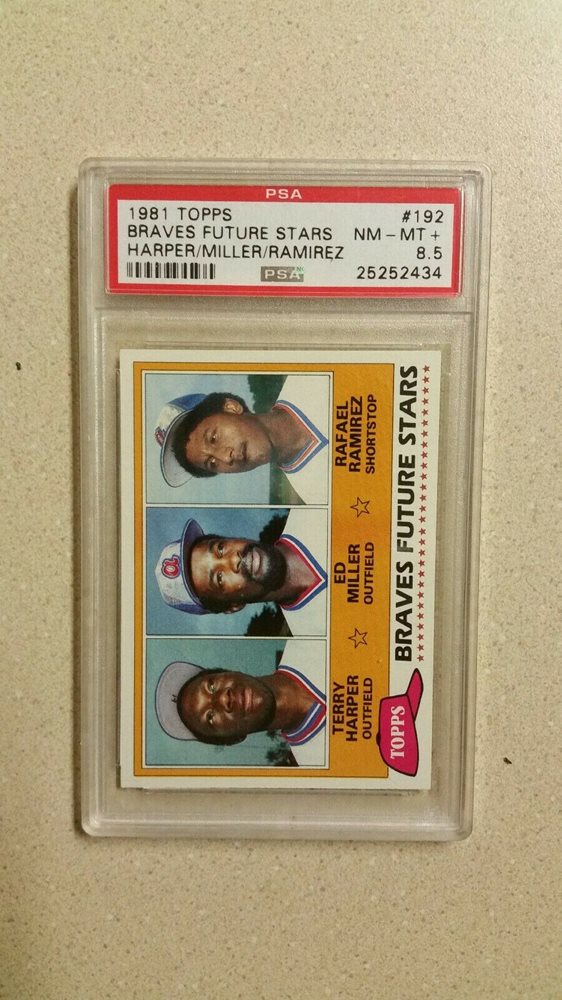 PSA
1981 TOPPS #192
BRAVES FUTURE STARS NM - MT +
HARPER/MILLER/RAMIREZ 8.5
PSA 25252434
TERRY HARPER
OUTFIELD
ED MILLER
OUTFIELD
RAFAEL RAMIREZ
SHORTSTOP
BRAVES FUTURE STARS
TOPPS